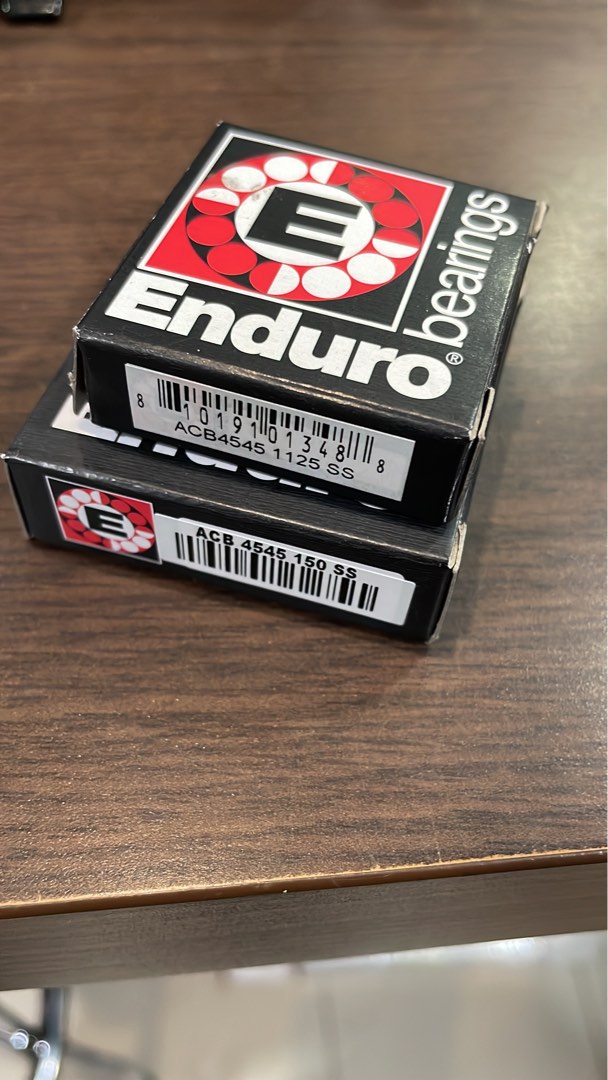 E
Enduro®
bearings
8 10191 01348 8
ACB4545 1125 SS
E
ACB 4545 150 SS